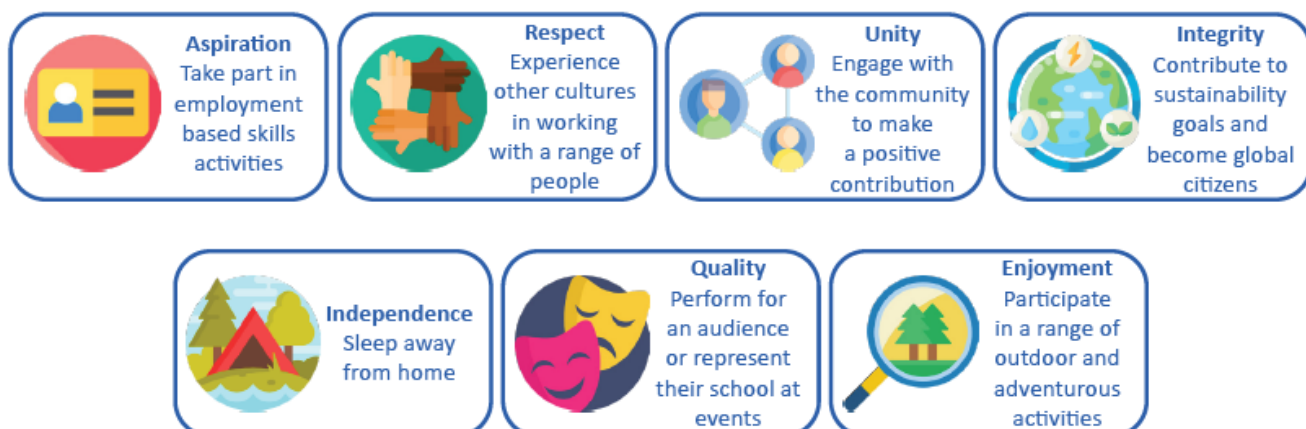 Aspiration
Take part in
employment
based skills
activities
Respect
Experience
other cultures
in working
with a range of
people
Unity
Engage with
the community
to make
a positive
contribution
Integrity
Contribute to
sustainability
goals and
become global
citizens
Independence
Sleep away
from home
Quality
Perform for
an audience
or represent
their school at
events
Enjoyment
Participate
in a range of
outdoor and
adventurous
activities